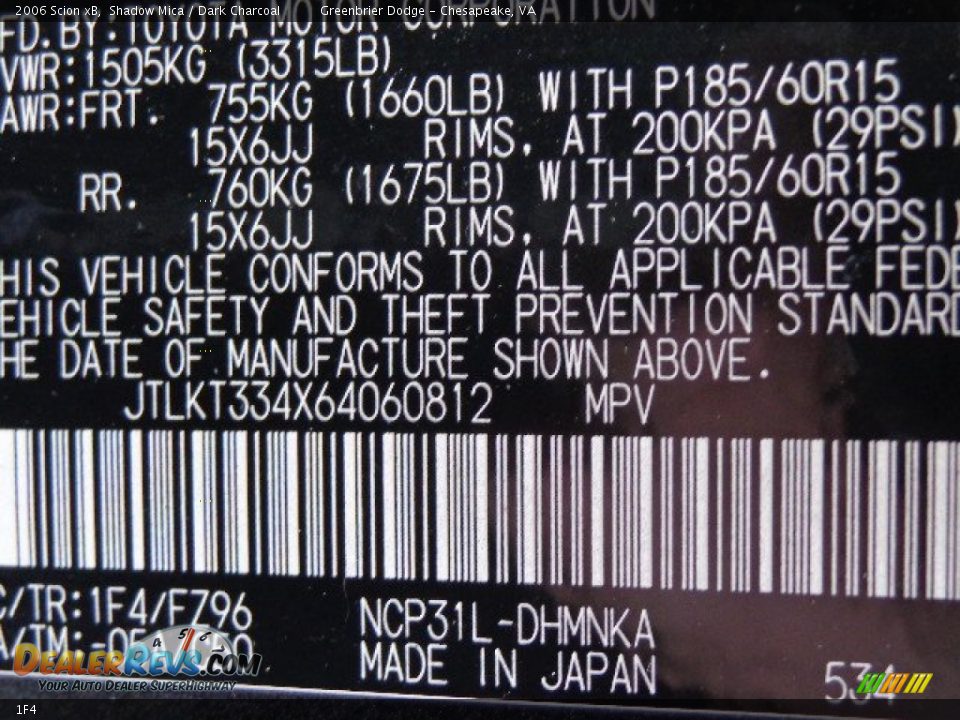 2006 Scion xB, Shadow Mica / Dark Charcoal Greenbrier Dodge - Chesapeake, VA
FD.BY:TOYOTA MOTOR CORPORATION
VWR:1505KG (3315LB)
AWR:FRT. 755KG (1660LB) WITH P185/60R15
15X6JJ RIMS, AT 200KPA (29PSI)
RR. 760KG (1675LB) WITH P185/60R15
15X6JJ RIMS, AT 200KPA (29PSI)
HIS VEHICLE CONFORMS TO ALL APPLICABLE FEDE
EHICLE SAFETY AND THEFT PREVENTION STANDARD
HE DATE OF MANUFACTURE SHOWN ABOVE.
JTLKT334X64060812 MPV
C/TR:1F4/F796 NCP31L-DHMNKA
A/TM: MADE IN JAPAN
534
DEALERREVS.COM
YOUR AUTO DEALER SUPERHIGHWAY
1F4